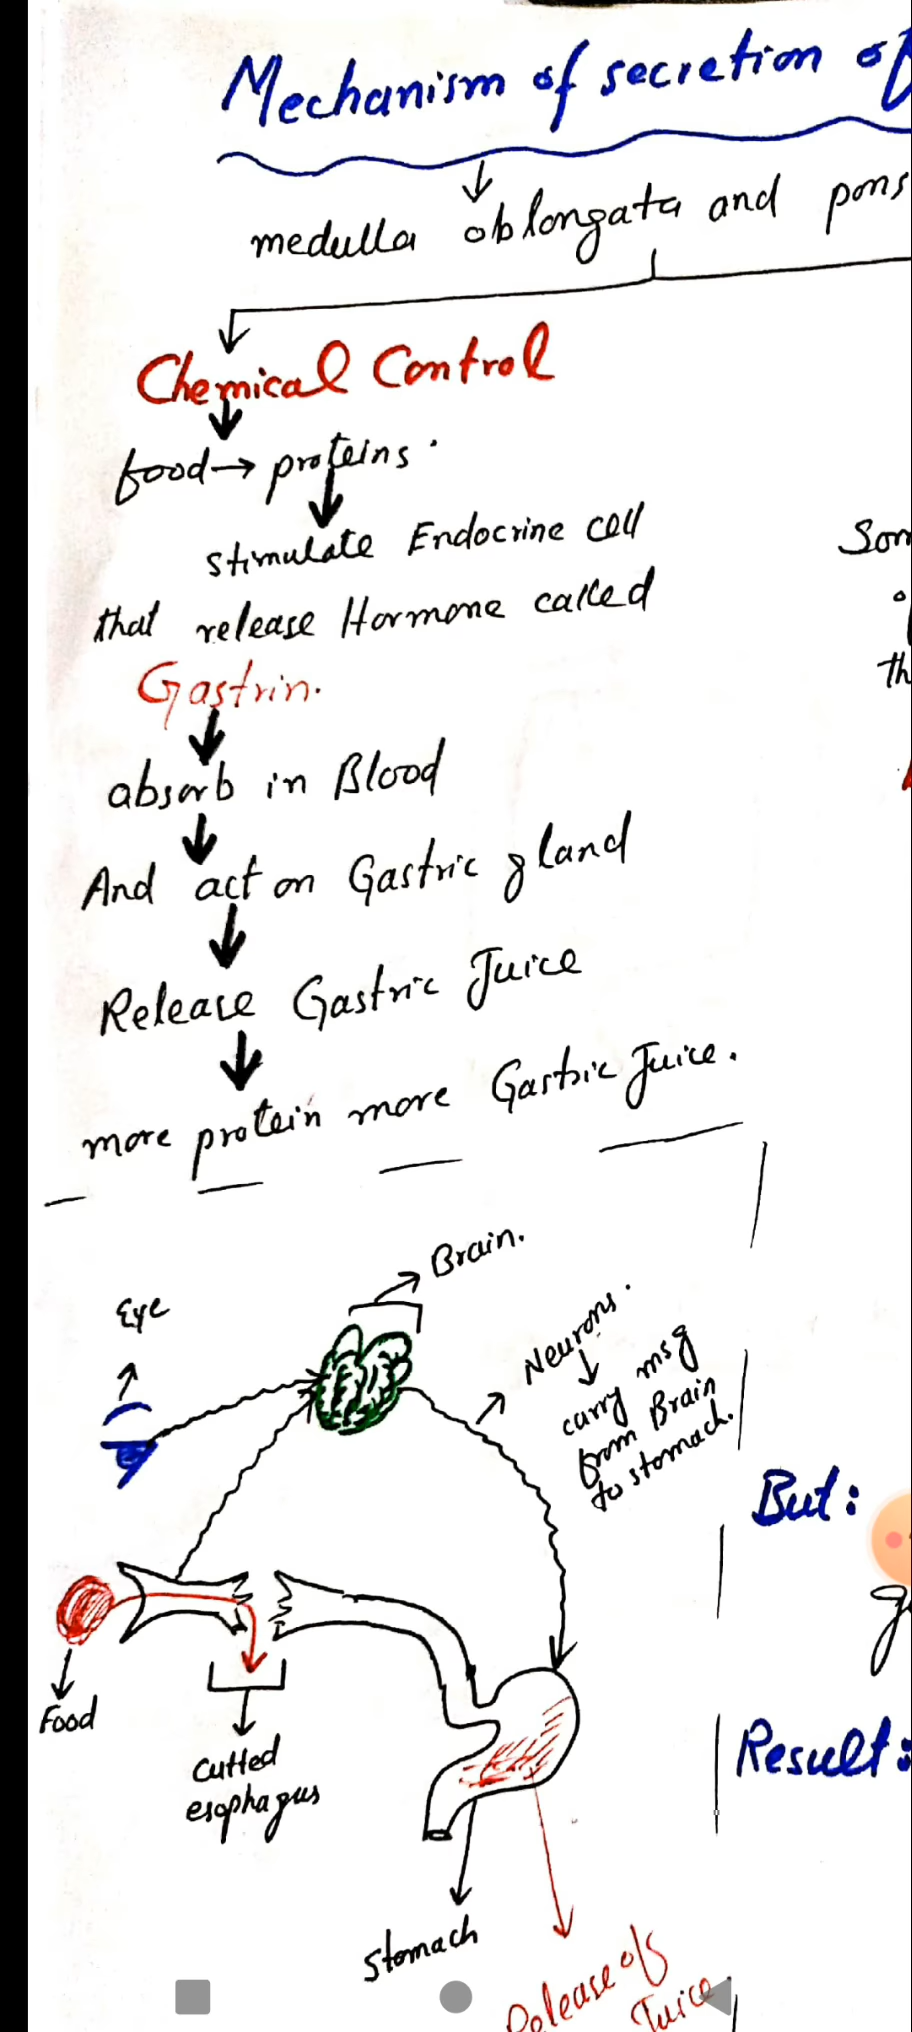 Mechanism of secretion of
medulla oblongata and pons
Chemical Control
food → proteins.
stimulate Endocrine cell
that release Hormone called
Gastrin.
absorb in Blood
And act on Gastric gland
Release Gastric Juice
more protein more Gastric Juice.
Som
th
Brain.
Eye
Neurons.
carry msg
from Brain
to stomach.
But:
g
Food
Cutted
esophagus
Result:
Stomach
Release of
Juice